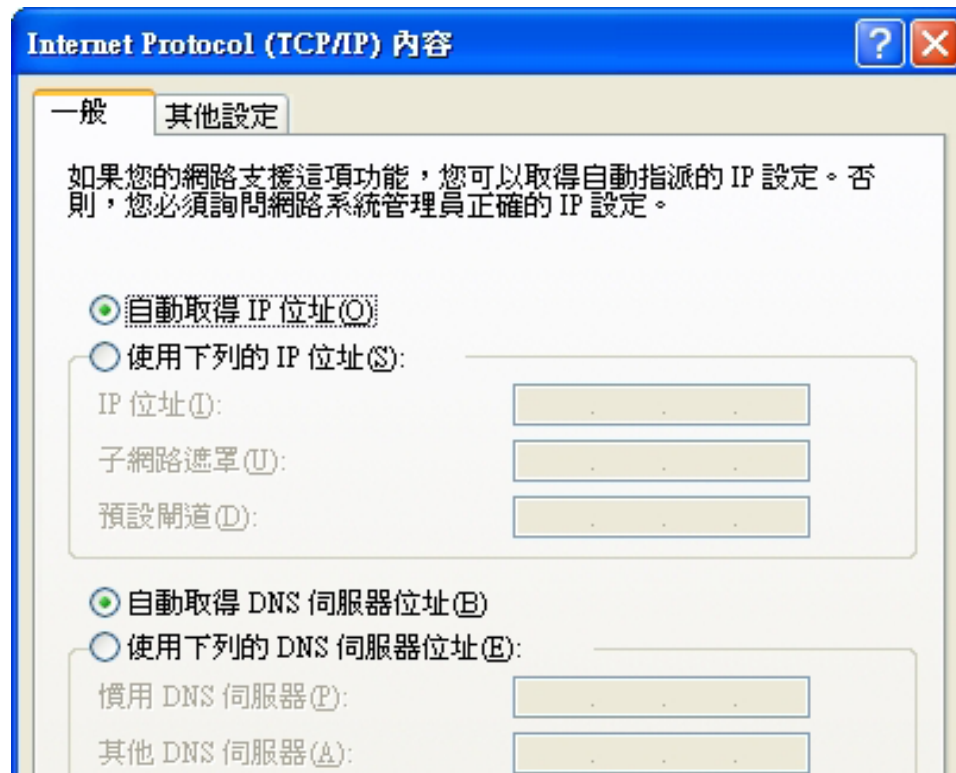 Internet Protocol (TCP/IP) 內容
一般
其他設定
如果您的網路支援這項功能，您可以取得自動指派的 IP 設定。否
則，您必須詢問網路系統管理員正確的 IP 設定。
自動取得 IP 位址(O)
使用下列的 IP 位址(S):
IP 位址(I):
子網路遮罩(U):
預設閘道(D):
自動取得 DNS 伺服器位址(B)
使用下列的 DNS 伺服器位址(E):
慣用 DNS 伺服器(P):
其他 DNS 伺服器(A):